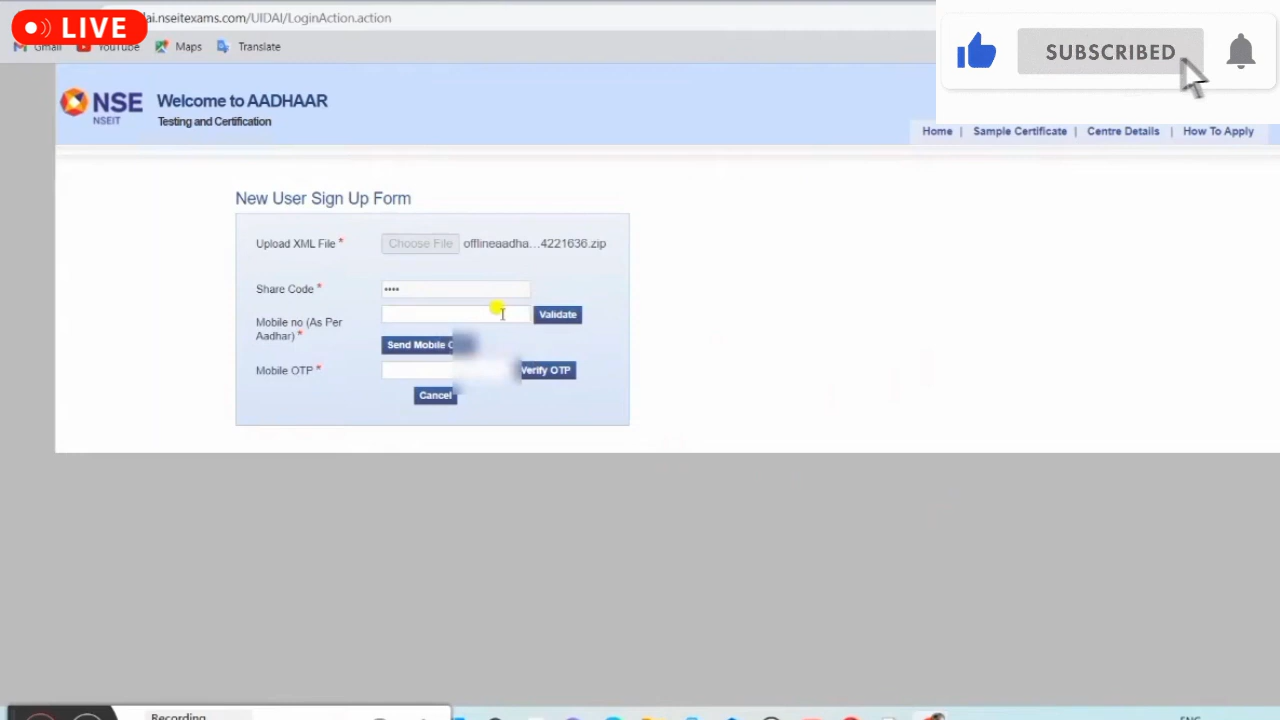 LIVE
dai.nseitexams.com/UIDAI/LoginAction.action
Gmail YouTube Maps Translate
SUBSCRIBED
NSE
NSEIT
Welcome to AADHAAR
Testing and Certification
Home | Sample Certificate | Centre Details | How To Apply
New User Sign Up Form
Upload XML File * Choose File offlineaadha...4221636.zip
Share Code * ••••
Mobile no (As Per
Aadhar) * Validate
Send Mobile
Mobile OTP * Verify OTP
Cancel
Recording
ENG